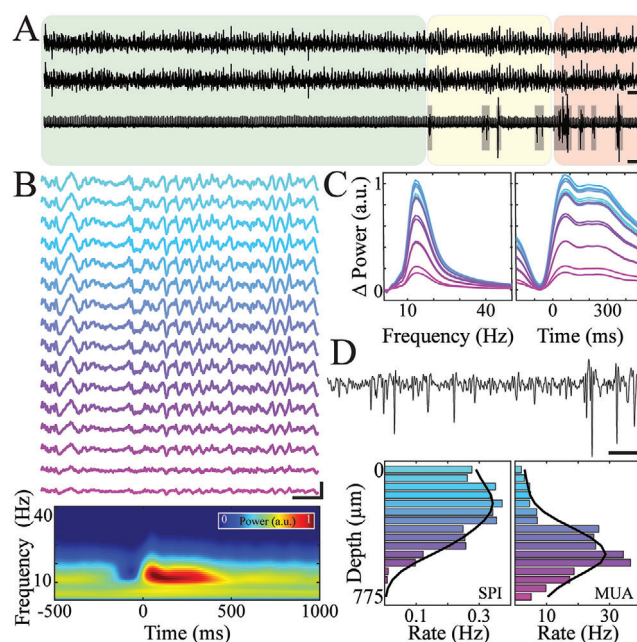 A
B
C
Δ Power (a.u.)
1
0
10
40
Frequency (Hz)
0
300
Time (ms)
D
Frequency (Hz)
40
10
0 Power (a.u.) 1
-500
0
500
1000
Time (ms)
Depth (μm)
0
775
SPI
0.1
0.3
Rate (Hz)
MUA
10
30
Rate (Hz)